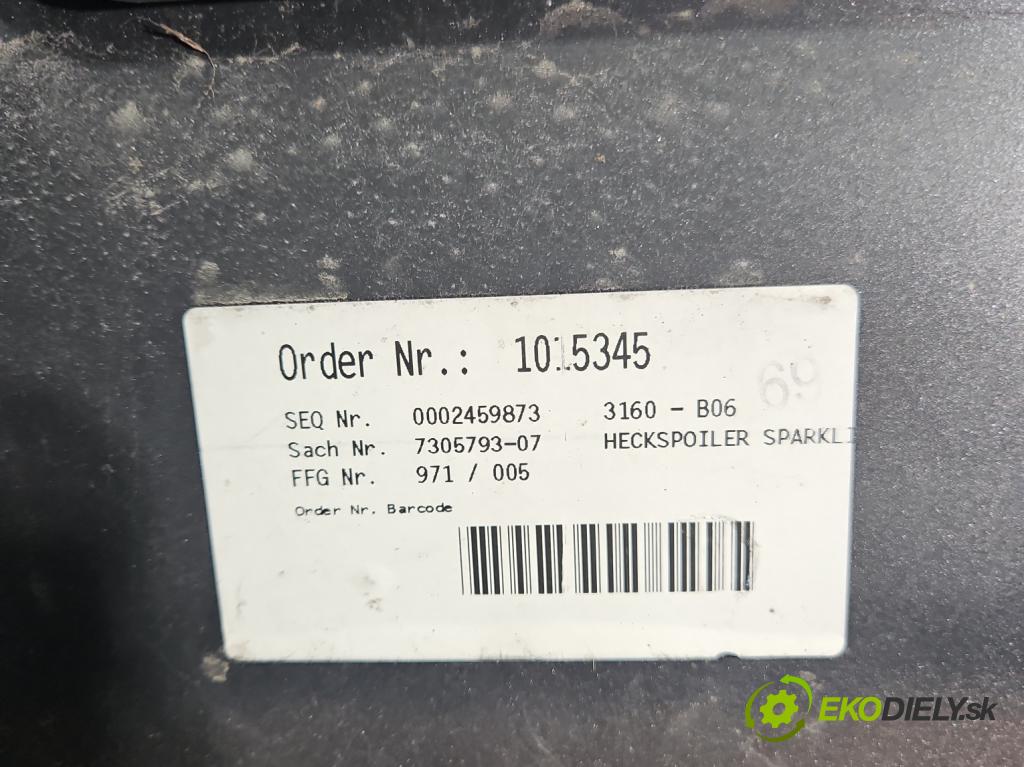 Order Nr.: 1015345
SEQ Nr. 0002459873 3160 - B06
69
Sach Nr. 7305793-07 HECKSPOILER SPARKLI
FFG Nr. 971 / 005
Order Nr. Barcode
EKODIELY.sk